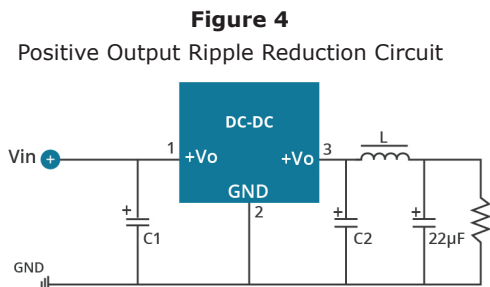 Figure 4
Positive Output Ripple Reduction Circuit
DC-DC
L
Vin + 1 +Vo +Vo 3
GND
2
+ C1 + C2 + 22μF
GND